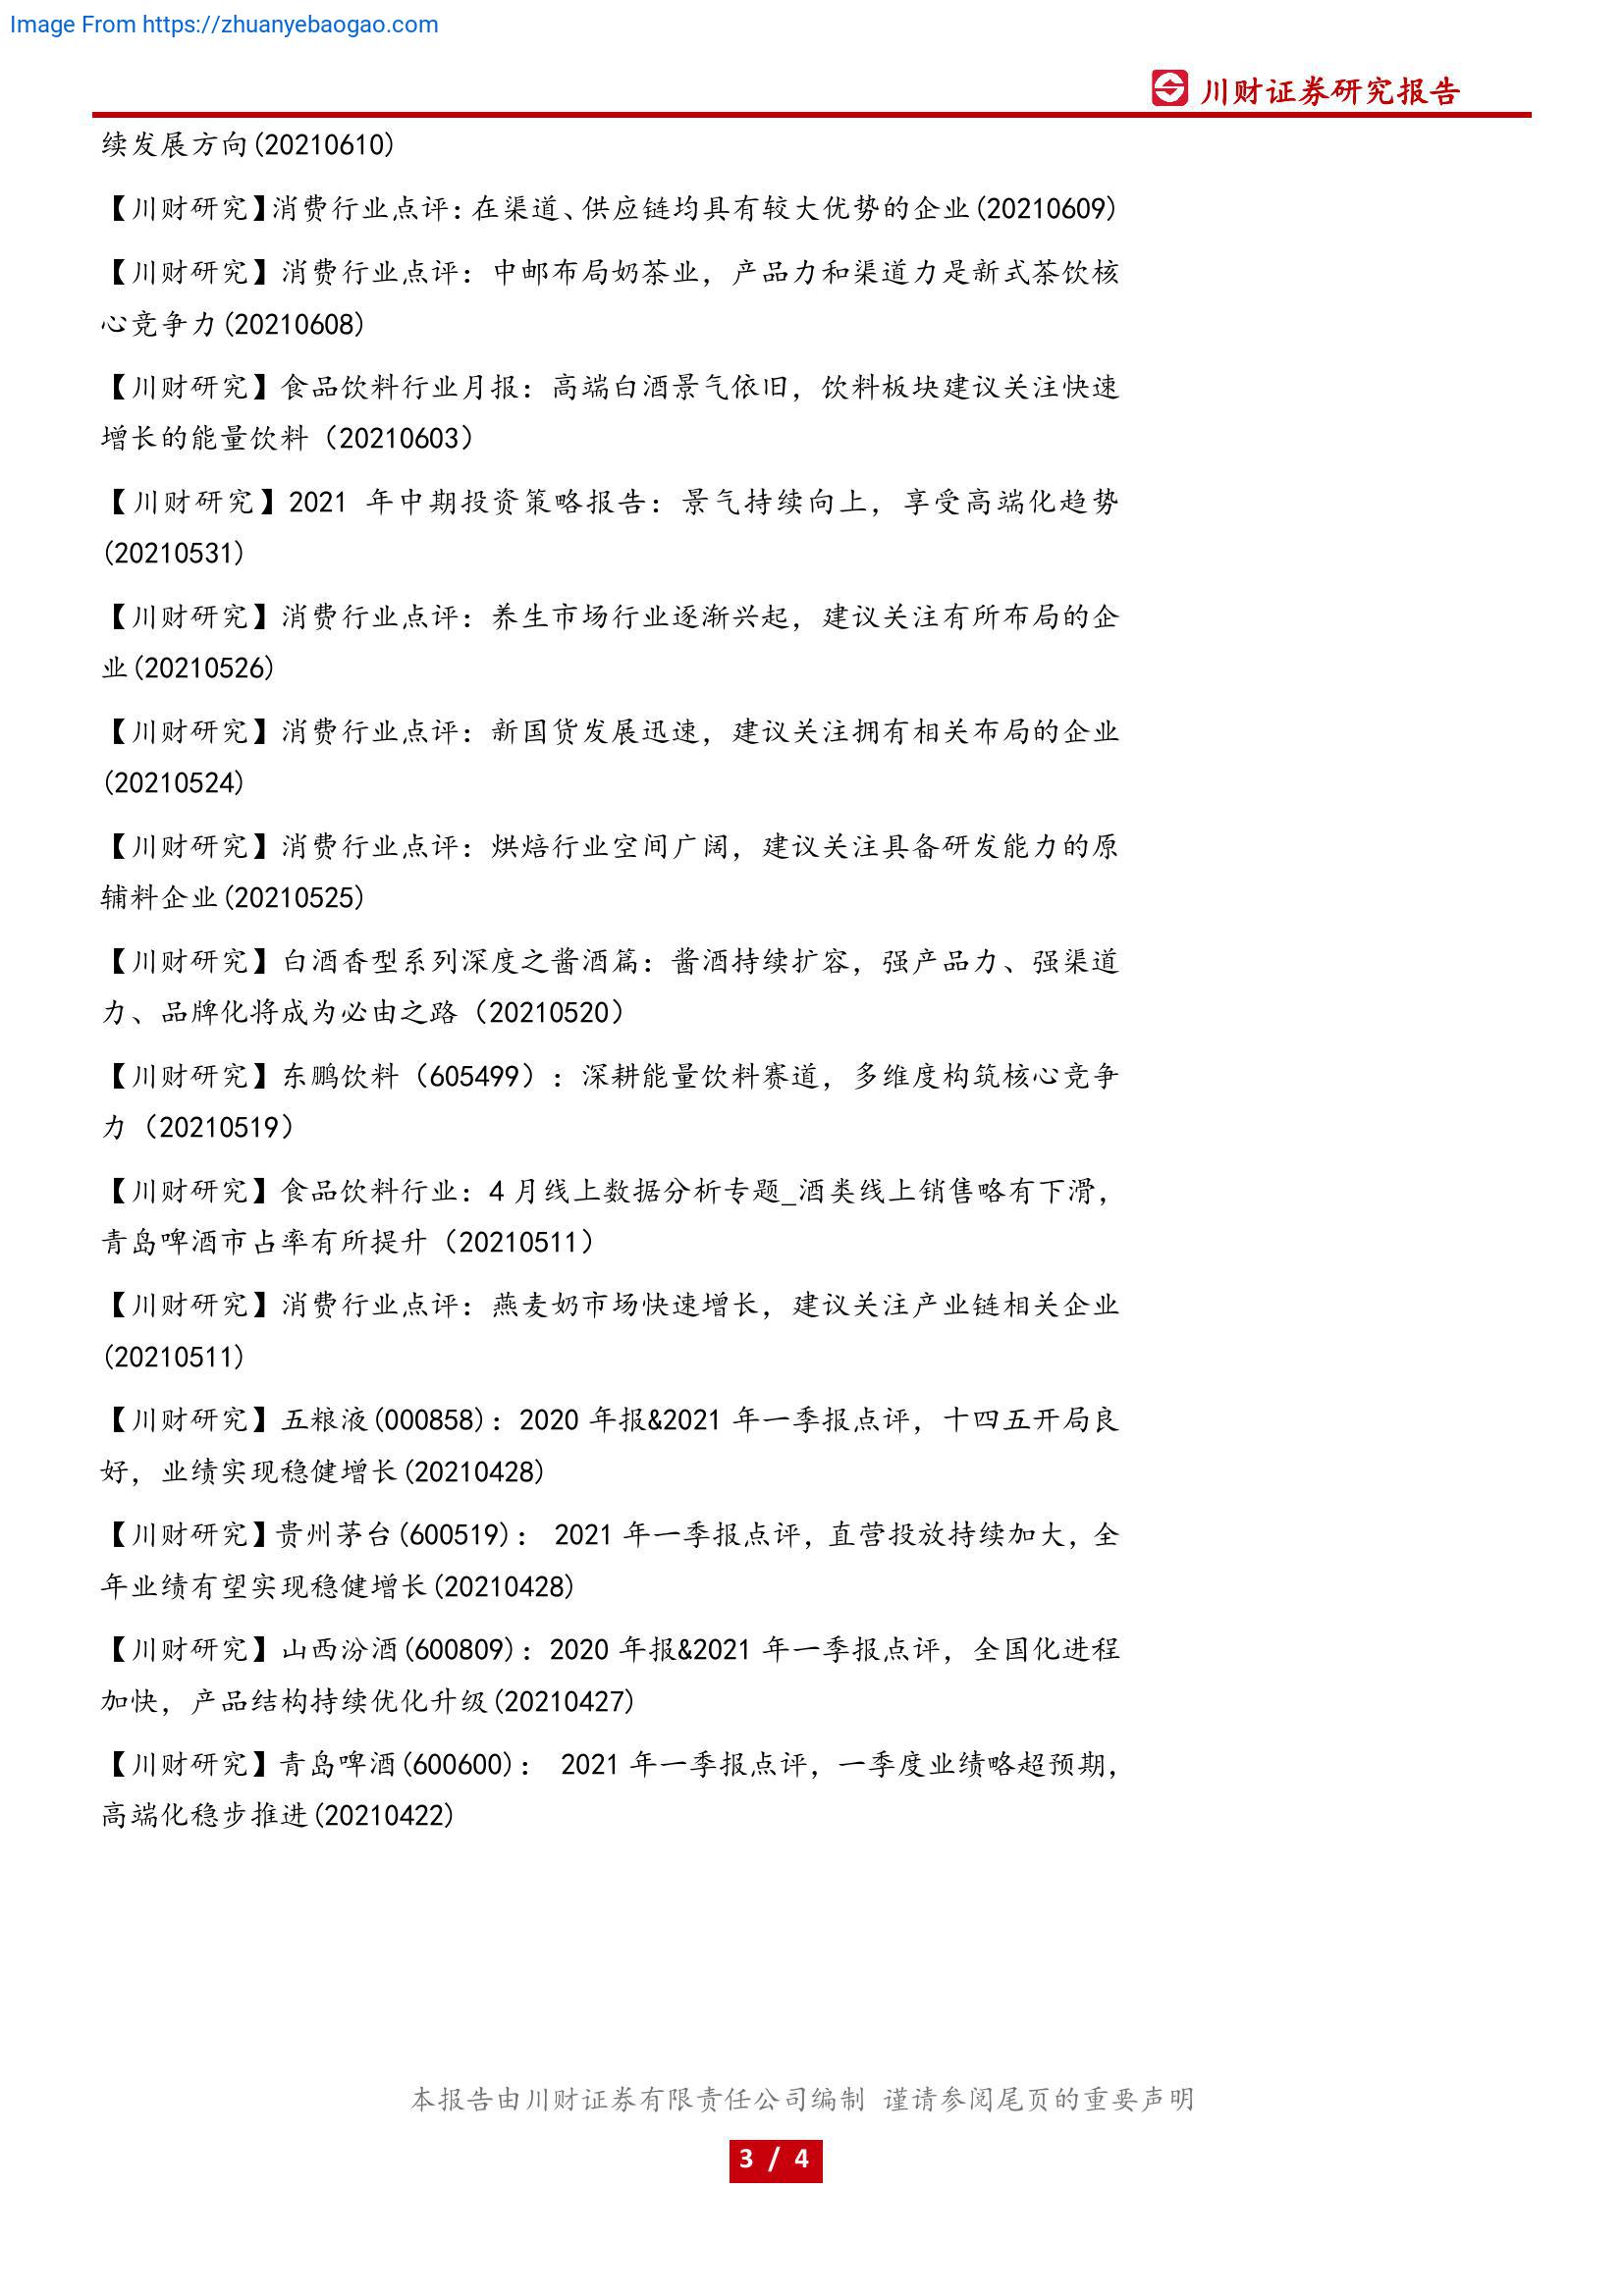 Image From https://zhuanyebaogao.com
川财证券研究报告
续发展方向(20210610)
【川财研究】消费行业点评：在渠道、供应链均具有较大优势的企业(20210609)
【川财研究】消费行业点评：中邮布局奶茶业，产品力和渠道力是新式茶饮核
心竞争力(20210608)
【川财研究】食品饮料行业月报：高端白酒景气依旧，饮料板块建议关注快速
增长的能量饮料（20210603）
【川财研究】2021 年中期投资策略报告：景气持续向上，享受高端化趋势
(20210531)
【川财研究】消费行业点评：养生市场行业逐渐兴起，建议关注有所布局的企
业(20210526)
【川财研究】消费行业点评：新国货发展迅速，建议关注拥有相关布局的企业
(20210524)
【川财研究】消费行业点评：烘焙行业空间广阔，建议关注具备研发能力的原
辅料企业(20210525)
【川财研究】白酒香型系列深度之酱酒篇：酱酒持续扩容，强产品力、强渠道
力、品牌化将成为必由之路（20210520）
【川财研究】东鹏饮料（605499）：深耕能量饮料赛道，多维度构筑核心竞争
力（20210519）
【川财研究】食品饮料行业：4 月线上数据分析专题_酒类线上销售略有下滑，
青岛啤酒市占率有所提升（20210511）
【川财研究】消费行业点评：燕麦奶市场快速增长，建议关注产业链相关企业
(20210511)
【川财研究】五粮液(000858)：2020 年报&2021 年一季报点评，十四五开局良
好，业绩实现稳健增长(20210428)
【川财研究】贵州茅台(600519)： 2021 年一季报点评，直营投放持续加大，全
年业绩有望实现稳健增长(20210428)
【川财研究】山西汾酒(600809)：2020 年报&2021 年一季报点评，全国化进程
加快，产品结构持续优化升级(20210427)
【川财研究】青岛啤酒(600600)： 2021 年一季报点评，一季度业绩略超预期，
高端化稳步推进(20210422)
本报告由川财证券有限责任公司编制 谨请参阅尾页的重要声明
3 / 4